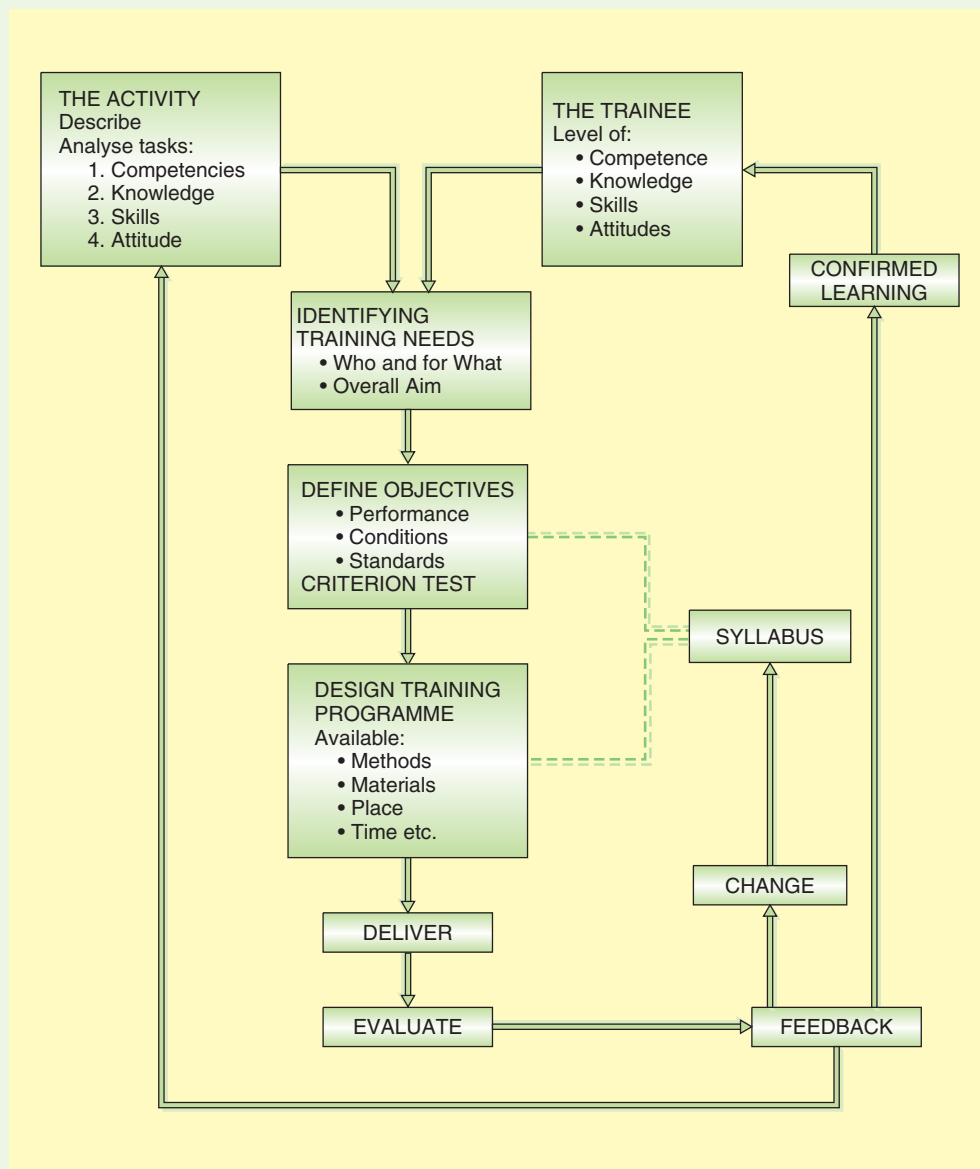 THE ACTIVITY
Describe
Analyse tasks:
1. Competencies
2. Knowledge
3. Skills
4. Attitude
THE TRAINEE
Level of:
• Competence
• Knowledge
• Skills
• Attitudes
CONFIRMED
LEARNING
IDENTIFYING
TRAINING NEEDS
• Who and for What
• Overall Aim
DEFINE OBJECTIVES
• Performance
• Conditions
• Standards
CRITERION TEST
SYLLABUS
DESIGN TRAINING
PROGRAMME
Available:
• Methods
• Materials
• Place
• Time etc.
CHANGE
DELIVER
EVALUATE
FEEDBACK